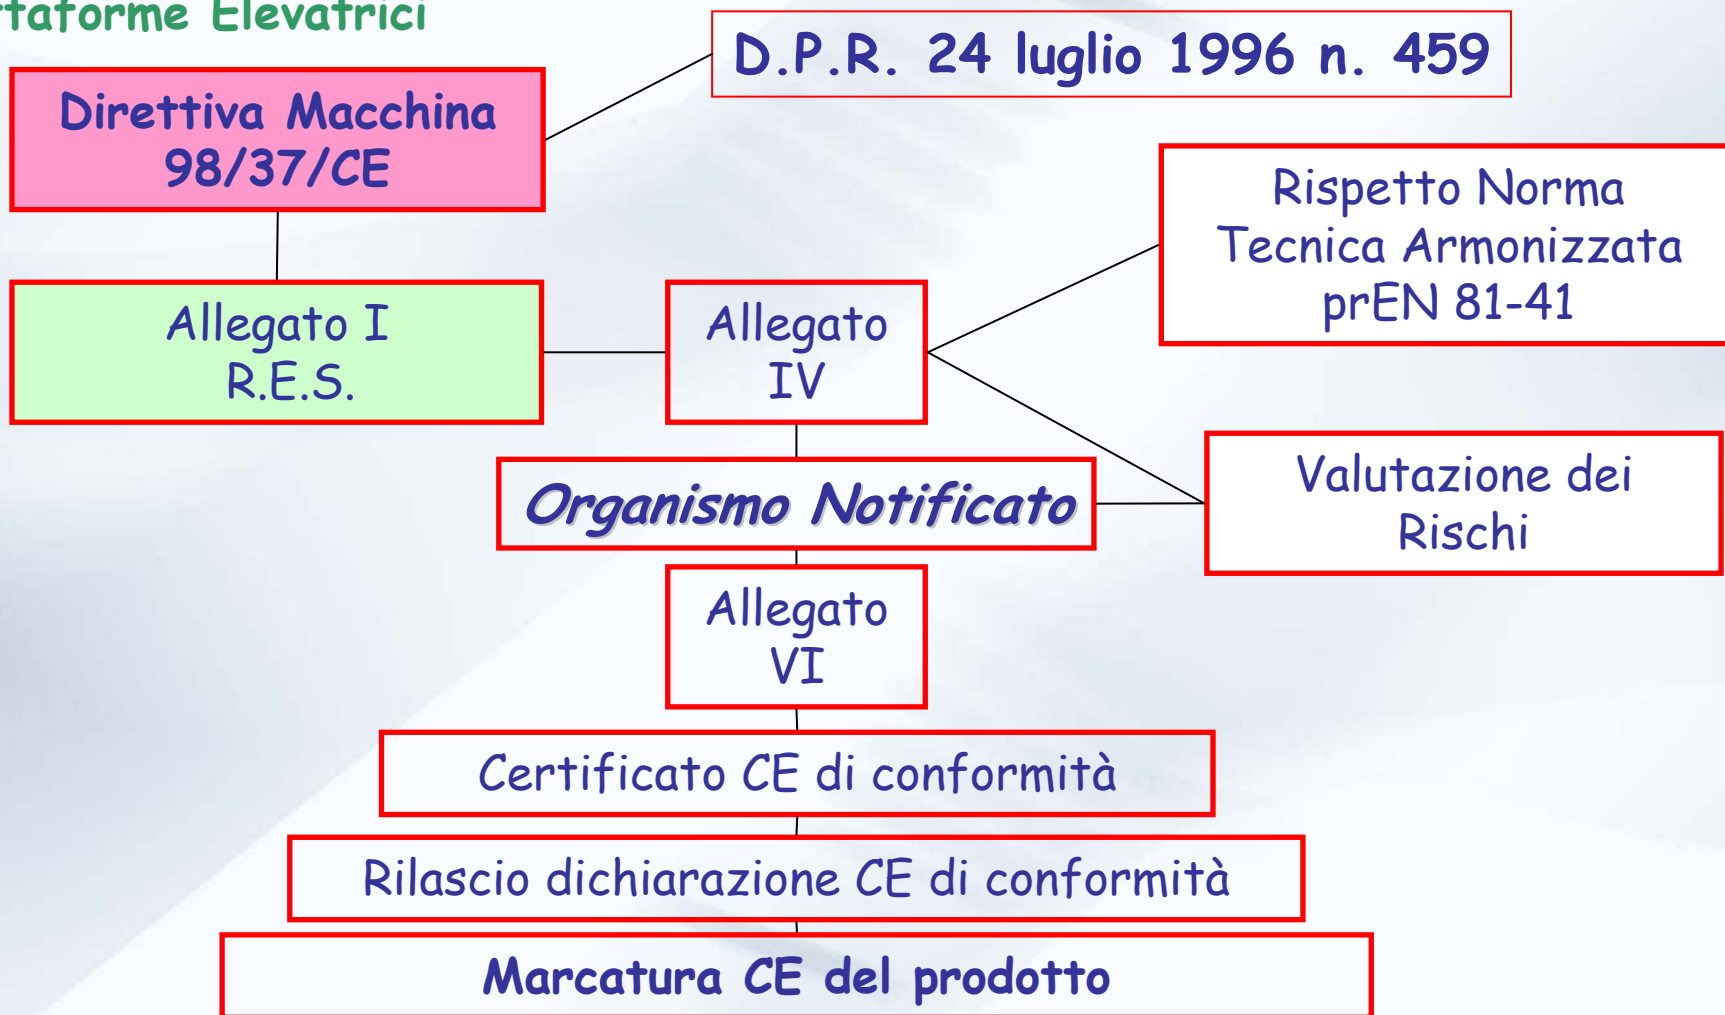 ttaforme Elevatrici
D.P.R. 24 luglio 1996 n. 459
Direttiva Macchina
98/37/CE
Rispetto Norma
Tecnica Armonizzata
prEN 81-41
Allegato I
R.E.S.
Allegato
IV
Valutazione dei
Rischi
Organismo Notificato
Allegato
VI
Certificato CE di conformità
Rilascio dichiarazione CE di conformità
Marcatura CE del prodotto